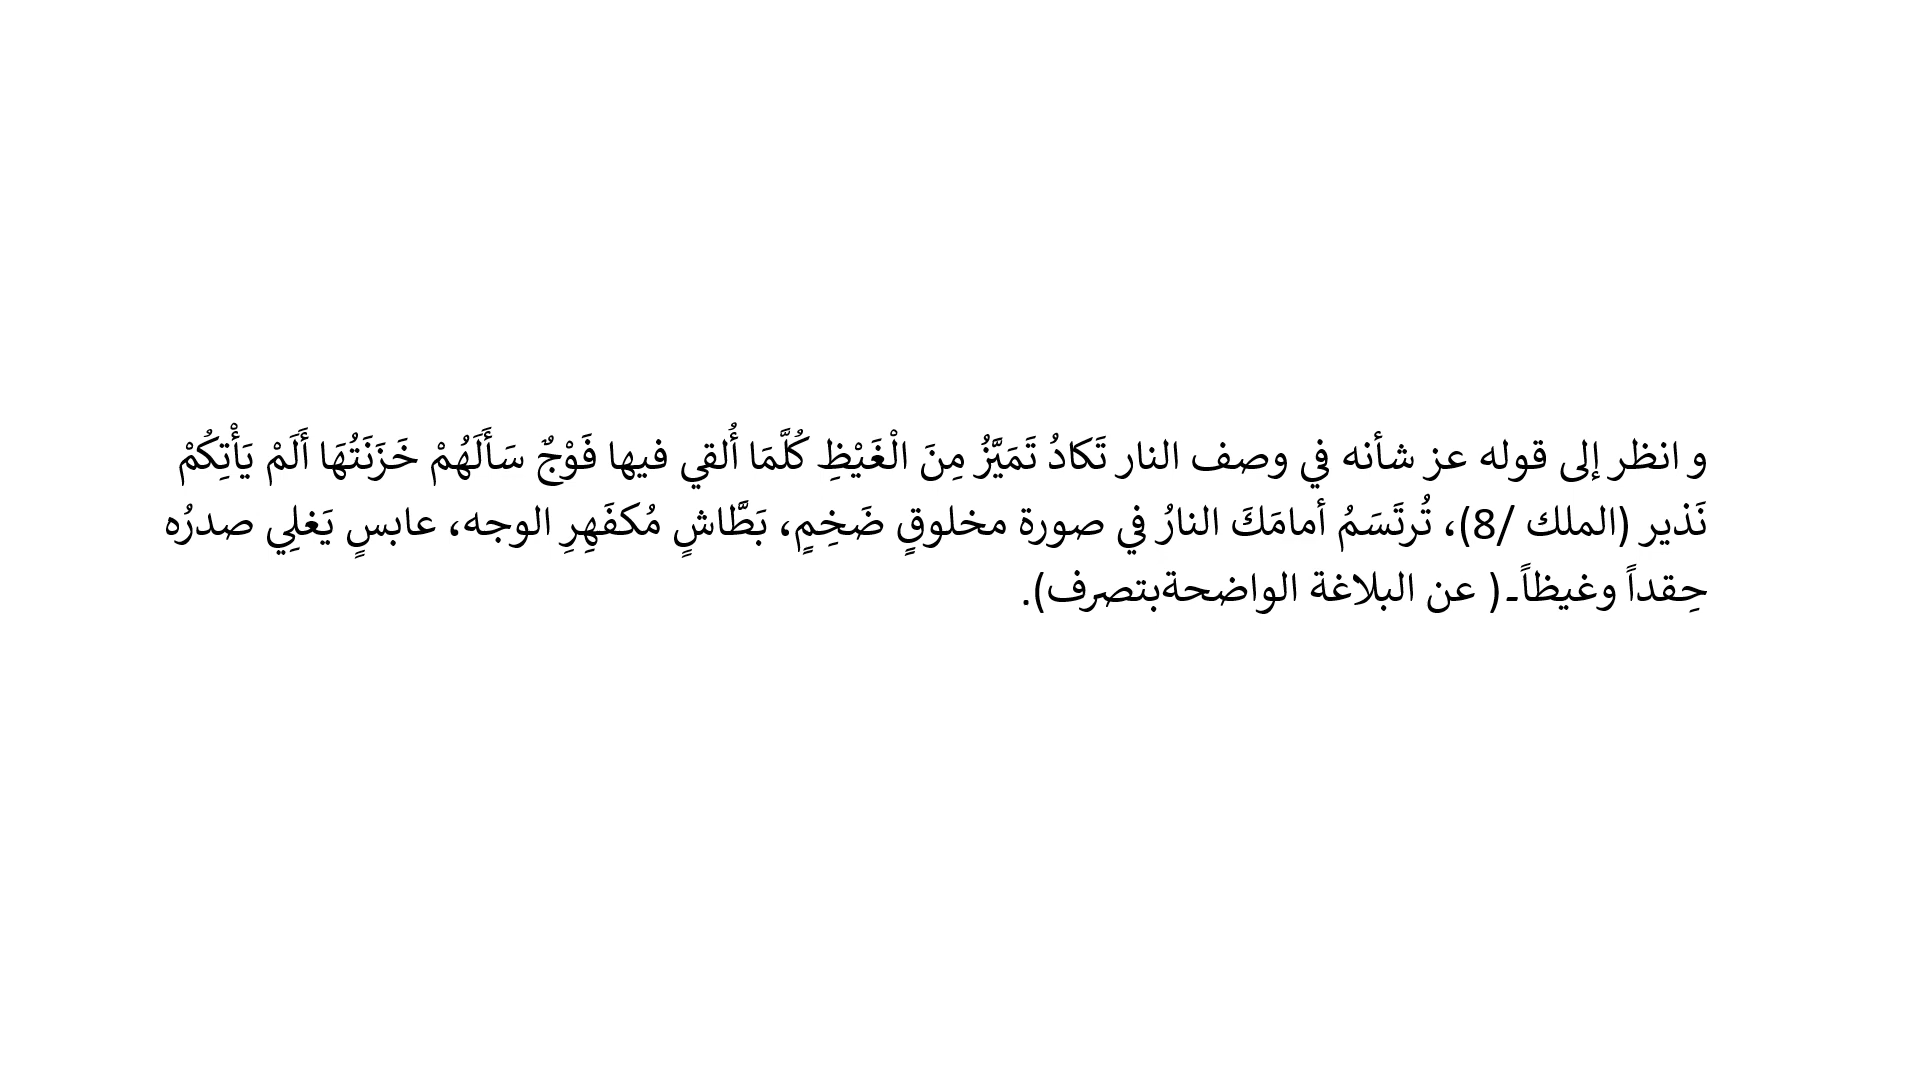 و انظر إلى قوله عز شأنه في وصف النار تَكادُ تَمَيَّزُ مِنَ الْغَيْظِ كُلَّمَا أُلقي فيها فَوْجٌ سَأَلَهُمْ خَزَنَتُهَا أَلَمْ يَأْتِكُمْ
نَذير (الملك /8)، تُرتَسَمُ أمامَكَ النارُ في صورة مخلوقٍ ضَخِمٍ، بَطَّاشٍ مُكفَهِرِ الوجه، عابسٍ يَغلِي صدرُه
حِقداً وغيظاً۔( عن البلاغة الواضحةبتصرف).